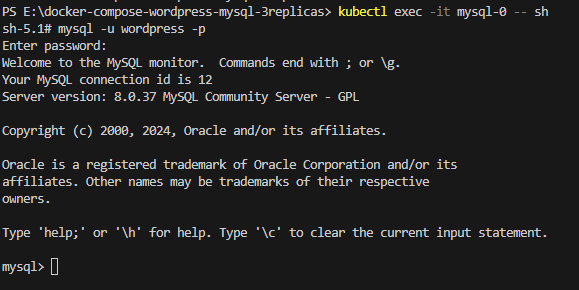 PS E:\docker-compose-wordpress-mysql-3replicas> kubectl exec -it mysql-0 -- sh
sh-5.1# mysql -u wordpress -p
Enter password:
Welcome to the MySQL monitor.  Commands end with ; or \g.
Your MySQL connection id is 12
Server version: 8.0.37 MySQL Community Server - GPL

Copyright (c) 2000, 2024, Oracle and/or its affiliates.

Oracle is a registered trademark of Oracle Corporation and/or its
affiliates. Other names may be trademarks of their respective
owners.

Type 'help;' or '\h' for help. Type '\c' to clear the current input statement.

mysql>